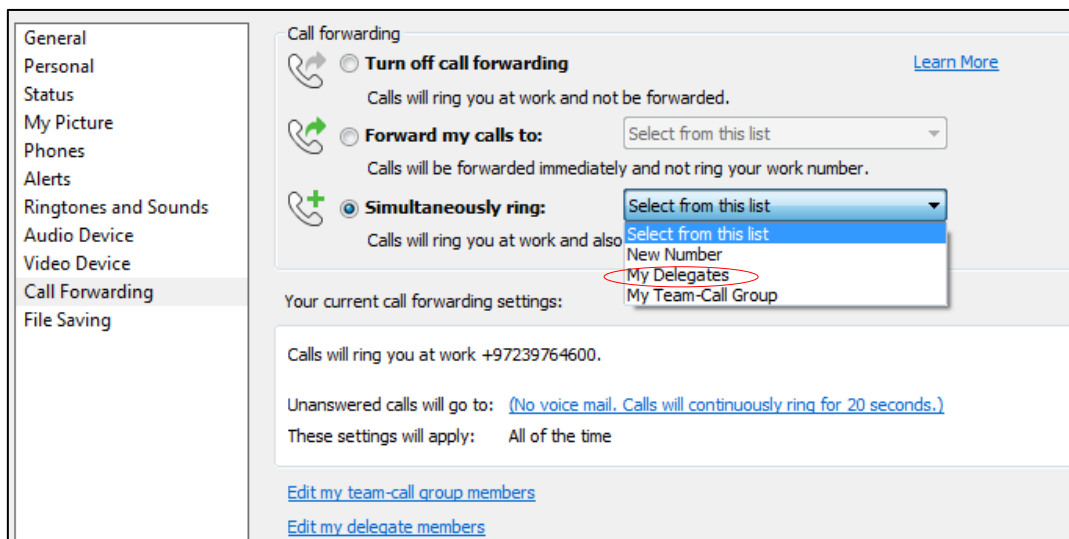 General
Personal
Status
My Picture
Phones
Alerts
Ringtones and Sounds
Audio Device
Video Device
Call Forwarding
File Saving
Call forwarding
Turn off call forwarding
Learn More
Calls will ring you at work and not be forwarded.
Forward my calls to:
Select from this list
Calls will be forwarded immediately and not ring your work number.
Simultaneously ring:
Select from this list
Calls will ring you at work and also
Select from this list
New Number
My Delegates
My Team-Call Group
Your current call forwarding settings:
Calls will ring you at work +97239764600.
Unanswered calls will go to: (No voice mail. Calls will continuously ring for 20 seconds.)
These settings will apply: All of the time
Edit my team-call group members
Edit my delegate members